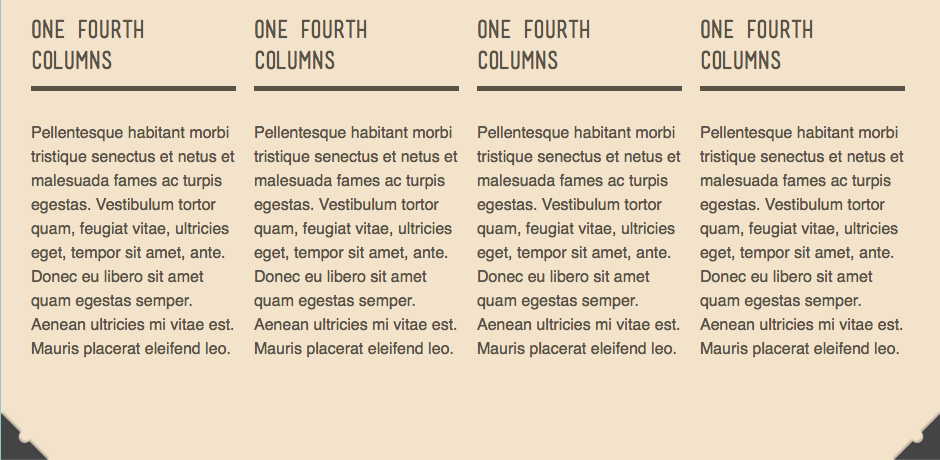 ONE FOURTH
COLUMNS
Pellentesque habitant morbi
tristique senectus et netus et
malesuada fames ac turpis
egestas. Vestibulum tortor
quam, feugiat vitae, ultricies
eget, tempor sit amet, ante.
Donec eu libero sit amet
quam egestas semper.
Aenean ultricies mi vitae est.
Mauris placerat eleifend leo.
ONE FOURTH
COLUMNS
Pellentesque habitant morbi
tristique senectus et netus et
malesuada fames ac turpis
egestas. Vestibulum tortor
quam, feugiat vitae, ultricies
eget, tempor sit amet, ante.
Donec eu libero sit amet
quam egestas semper.
Aenean ultricies mi vitae est.
Mauris placerat eleifend leo.
ONE FOURTH
COLUMNS
Pellentesque habitant morbi
tristique senectus et netus et
malesuada fames ac turpis
egestas. Vestibulum tortor
quam, feugiat vitae, ultricies
eget, tempor sit amet, ante.
Donec eu libero sit amet
quam egestas semper.
Aenean ultricies mi vitae est.
Mauris placerat eleifend leo.
ONE FOURTH
COLUMNS
Pellentesque habitant morbi
tristique senectus et netus et
malesuada fames ac turpis
egestas. Vestibulum tortor
quam, feugiat vitae, ultricies
eget, tempor sit amet, ante.
Donec eu libero sit amet
quam egestas semper.
Aenean ultricies mi vitae est.
Mauris placerat eleifend leo.